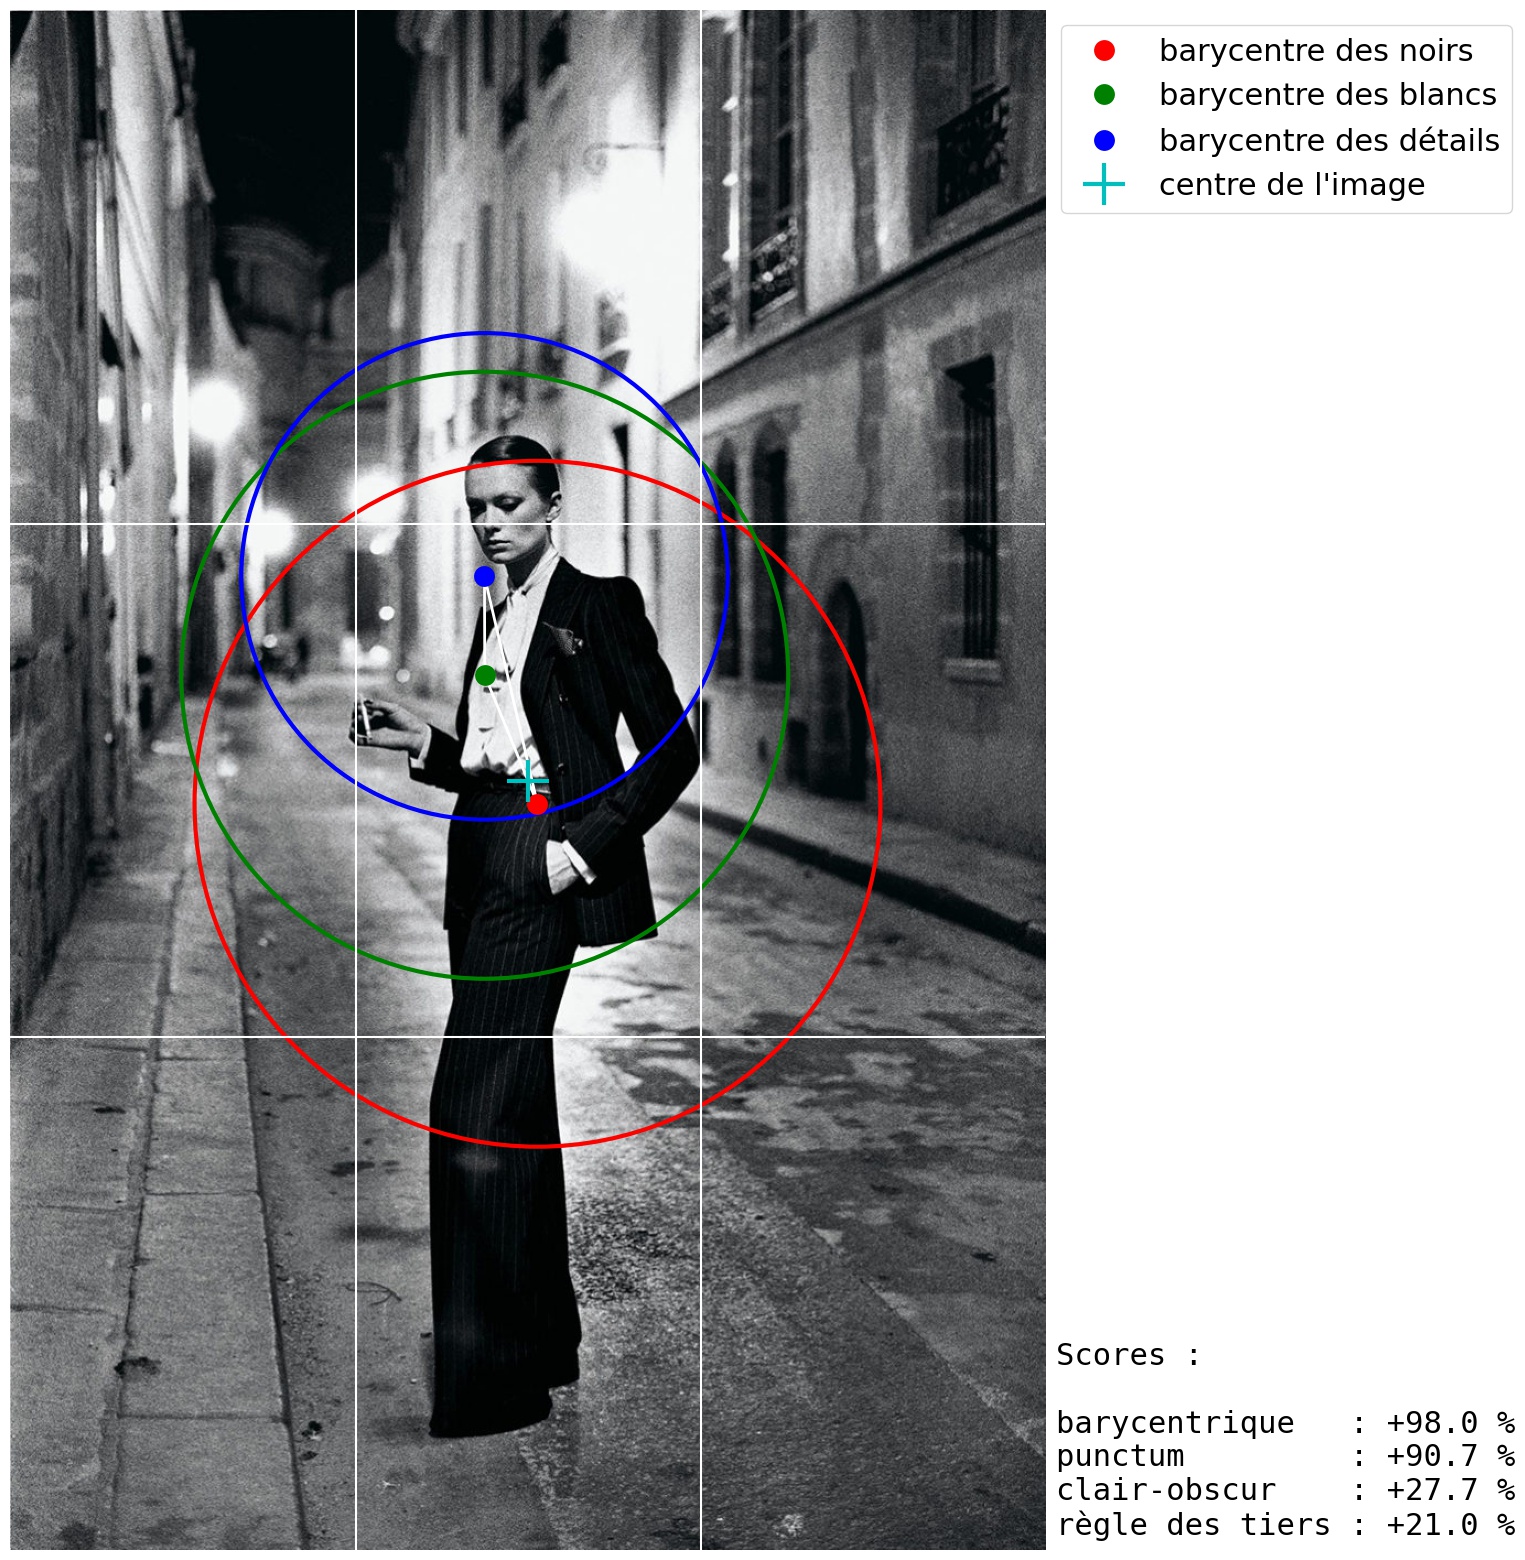 barycentre des noirs
barycentre des blancs
barycentre des détails
centre de l'image
Scores :
barycentrique : +98.0 %
punctum : +90.7 %
clair-obscur : +27.7 %
règle des tiers : +21.0 %